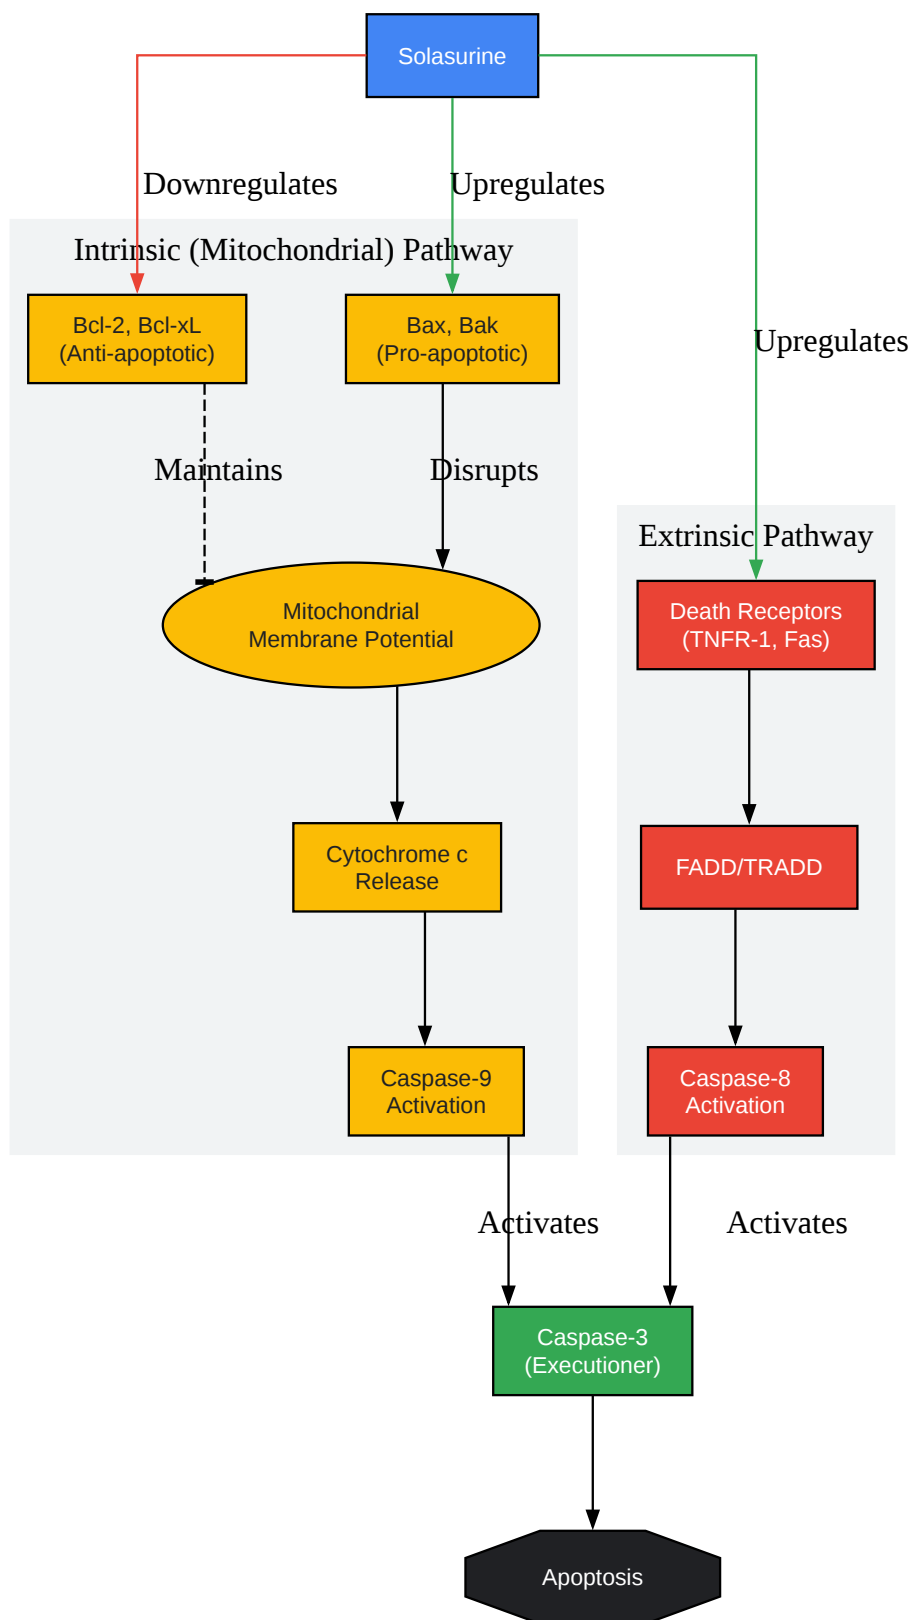 Solasurine
Downregulates
Upregulates
Intrinsic (Mitochondrial) Pathway
Bcl-2, Bcl-xL
(Anti-apoptotic)
Bax, Bak
(Pro-apoptotic)
Upregulates
Maintains
Disrupts
Extrinsic Pathway
Mitochondrial
Membrane Potential
Death Receptors
(TNFR-1, Fas)
Cytochrome c
Release
FADD/TRADD
Caspase-9
Activation
Caspase-8
Activation
Activates
Activates
Caspase-3
(Executioner)
Apoptosis